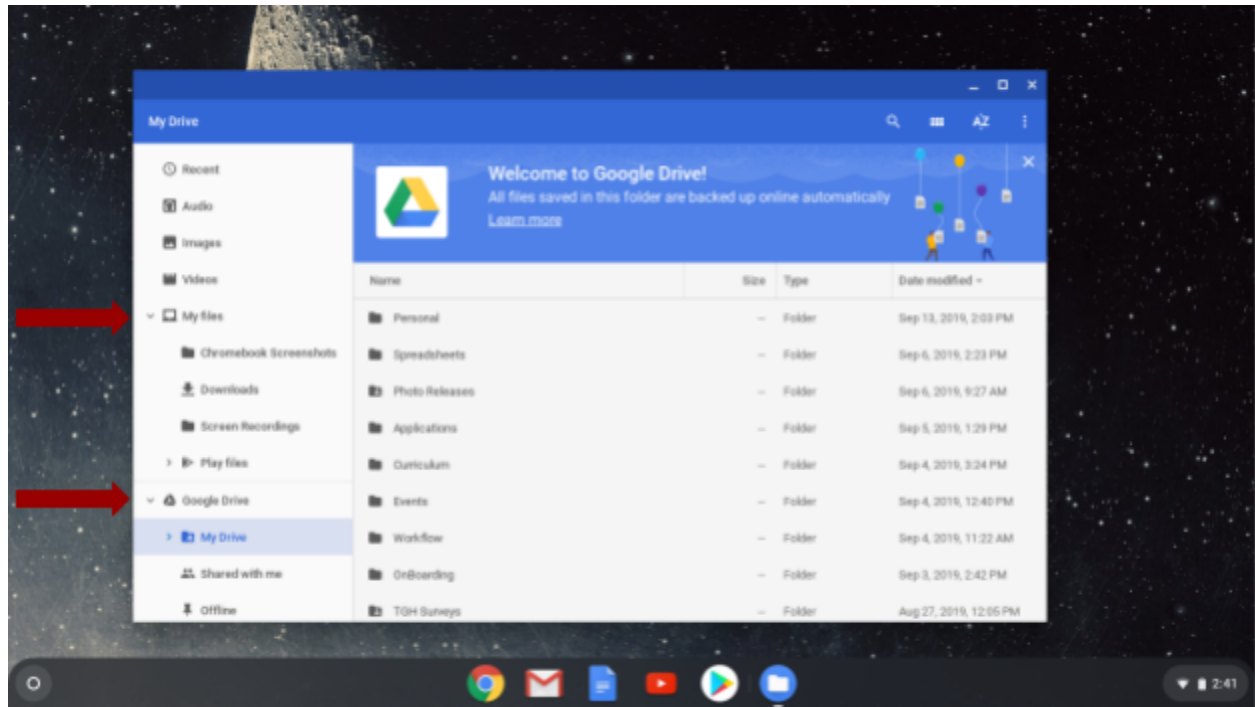 My Drive
AZ
Recent
Audio
Images
Videos
My files
Chromebook Screenshots
Downloads
Screen Recordings
Play files
Google Drive
My Drive
Shared with me
Offline
Welcome to Google Drive!
All files saved in this folder are backed up online automatically
Learn more
Name Size Type Date modified
Personal -- Folder Sep 13, 2019, 2:03 PM
Spreadsheets -- Folder Sep 6, 2019, 2:23 PM
Photo Releases -- Folder Sep 6, 2019, 9:27 AM
Applications -- Folder Sep 5, 2019, 1:29 PM
Curriculum -- Folder Sep 4, 2019, 3:24 PM
Events -- Folder Sep 4, 2019, 12:40 PM
Workflow -- Folder Sep 4, 2019, 11:22 AM
OnBoarding -- Folder Sep 3, 2019, 2:42 PM
TGH Surveys -- Folder Aug 27, 2019, 12:05 PM
2:41